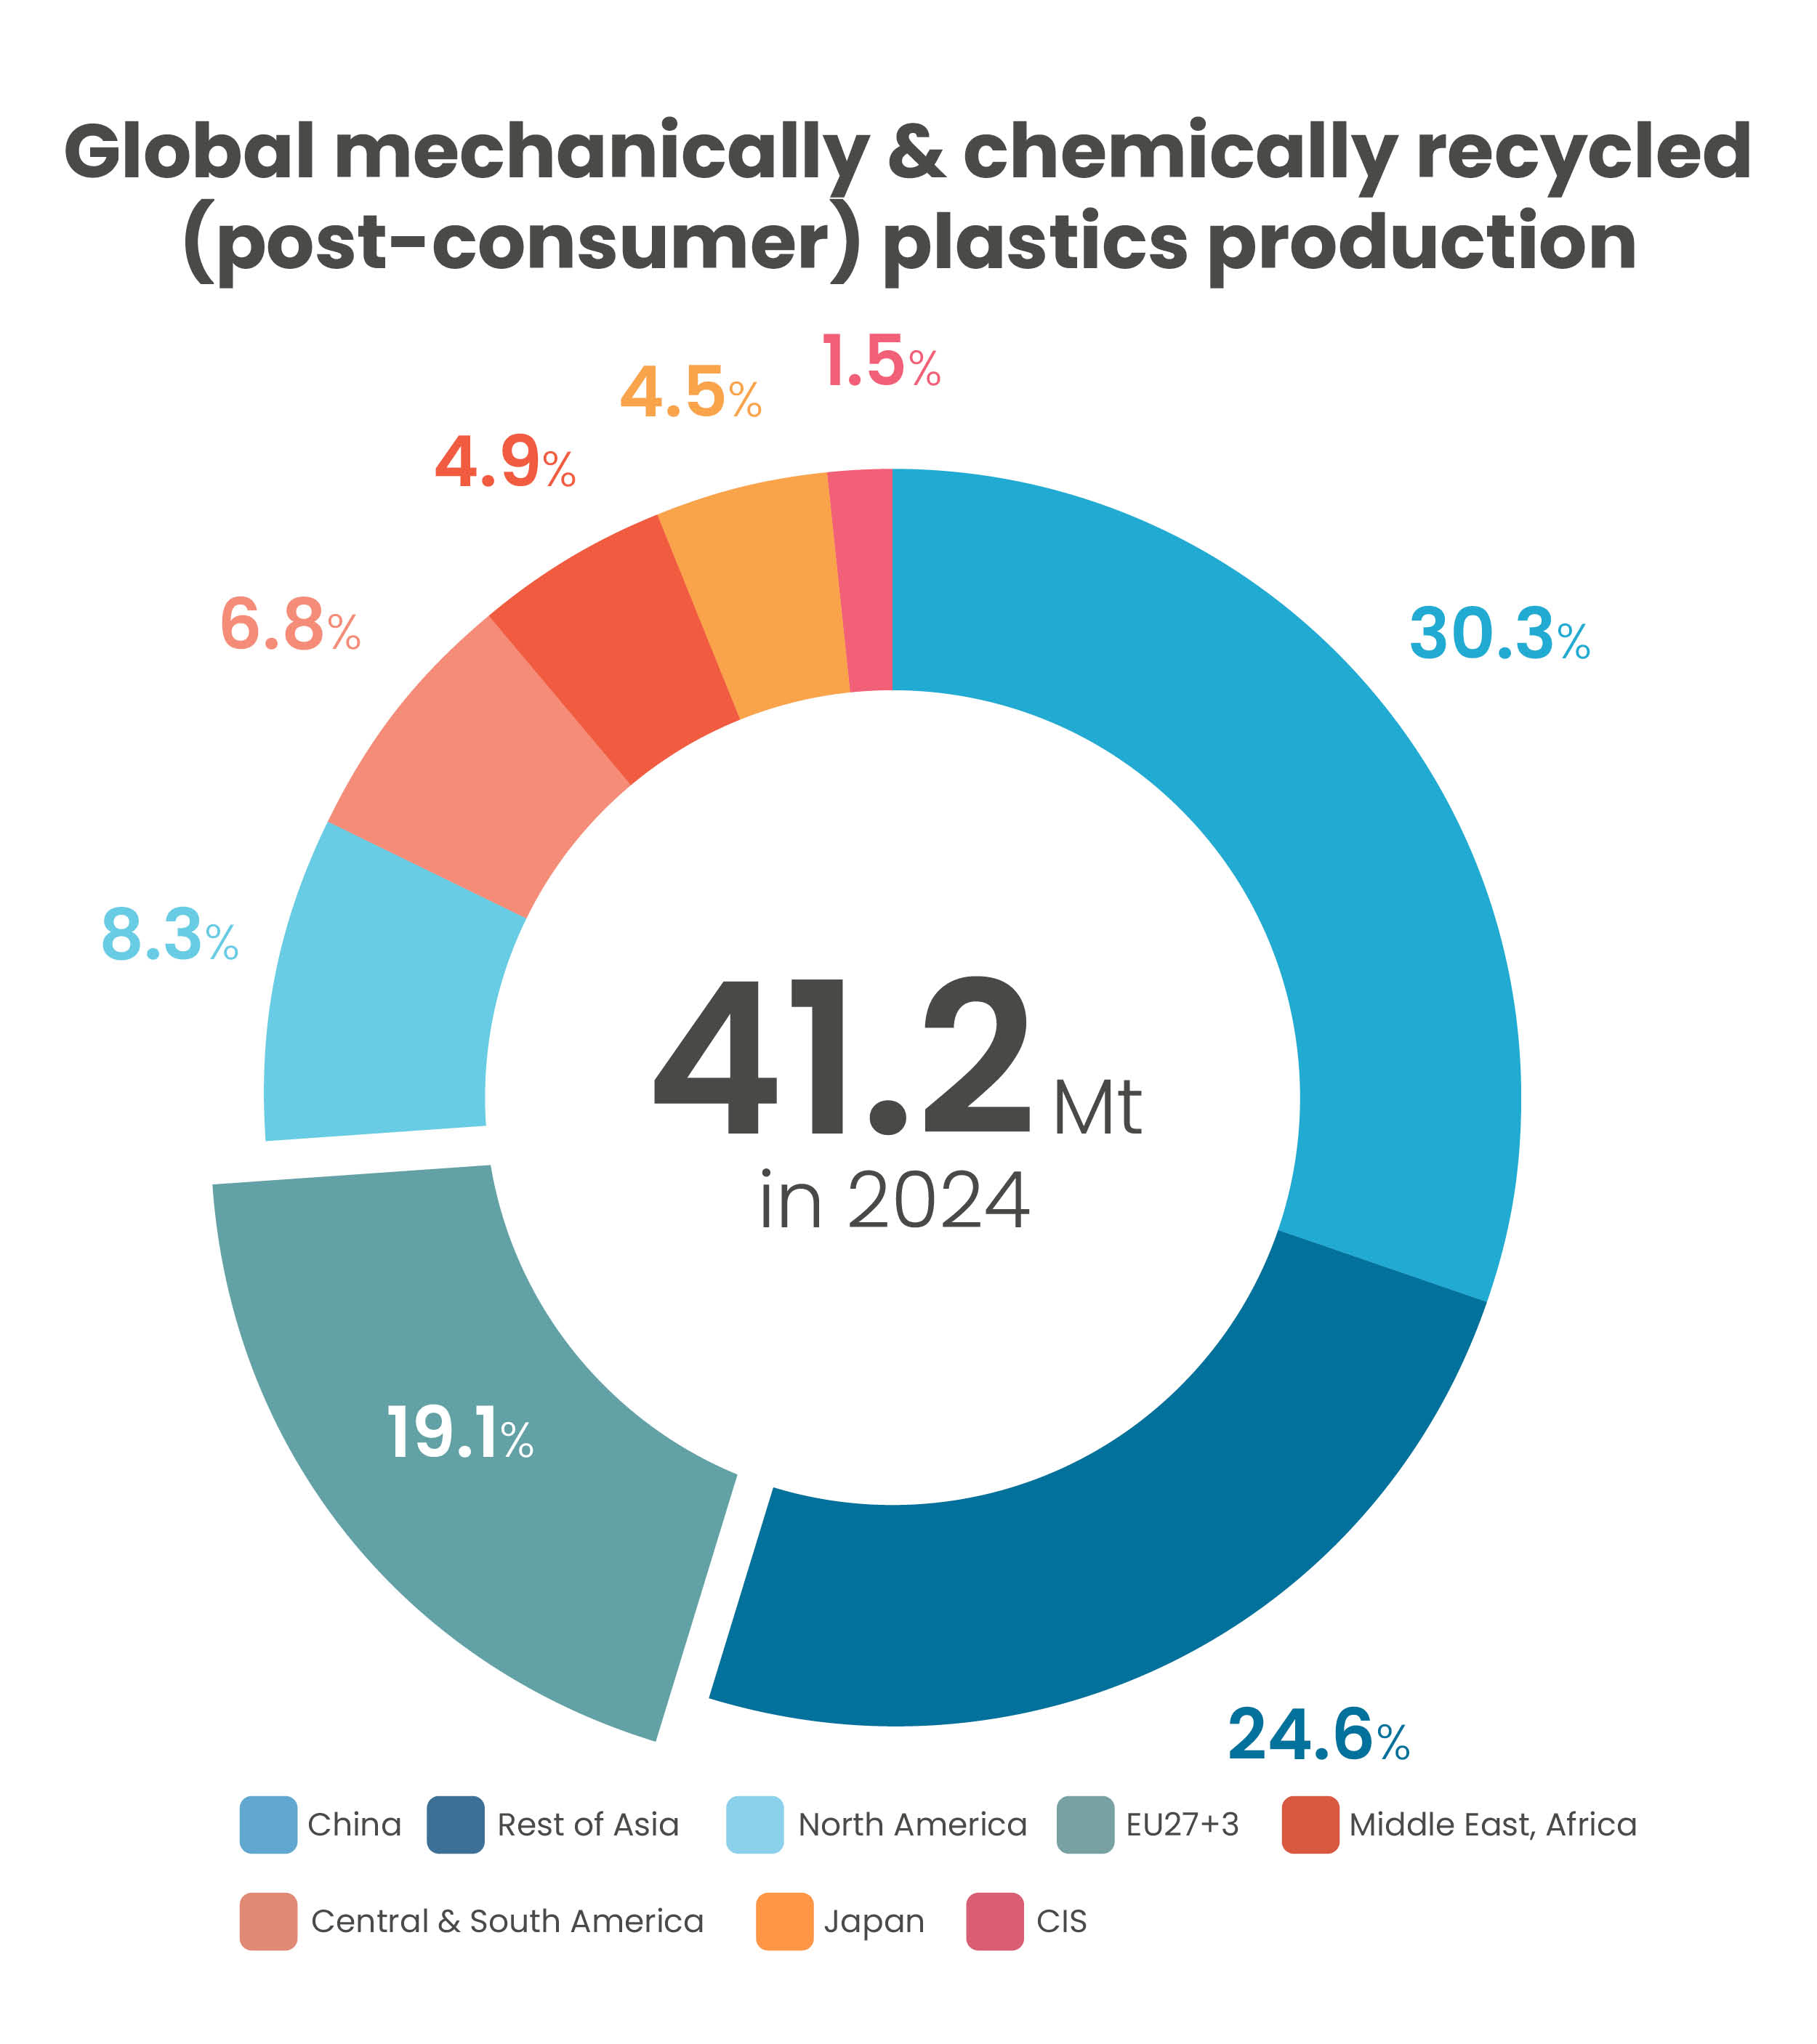 Global mechanically & chemically recycled
(post-consumer) plastics production
1.5%
4.5%
4.9%
6.8%
30.3%
8.3%
41.2 Mt
in 2024
19.1%
24.6%
China
Rest of Asia
North America
EU27+3
Middle East, Africa
Central & South America
Japan
CIS